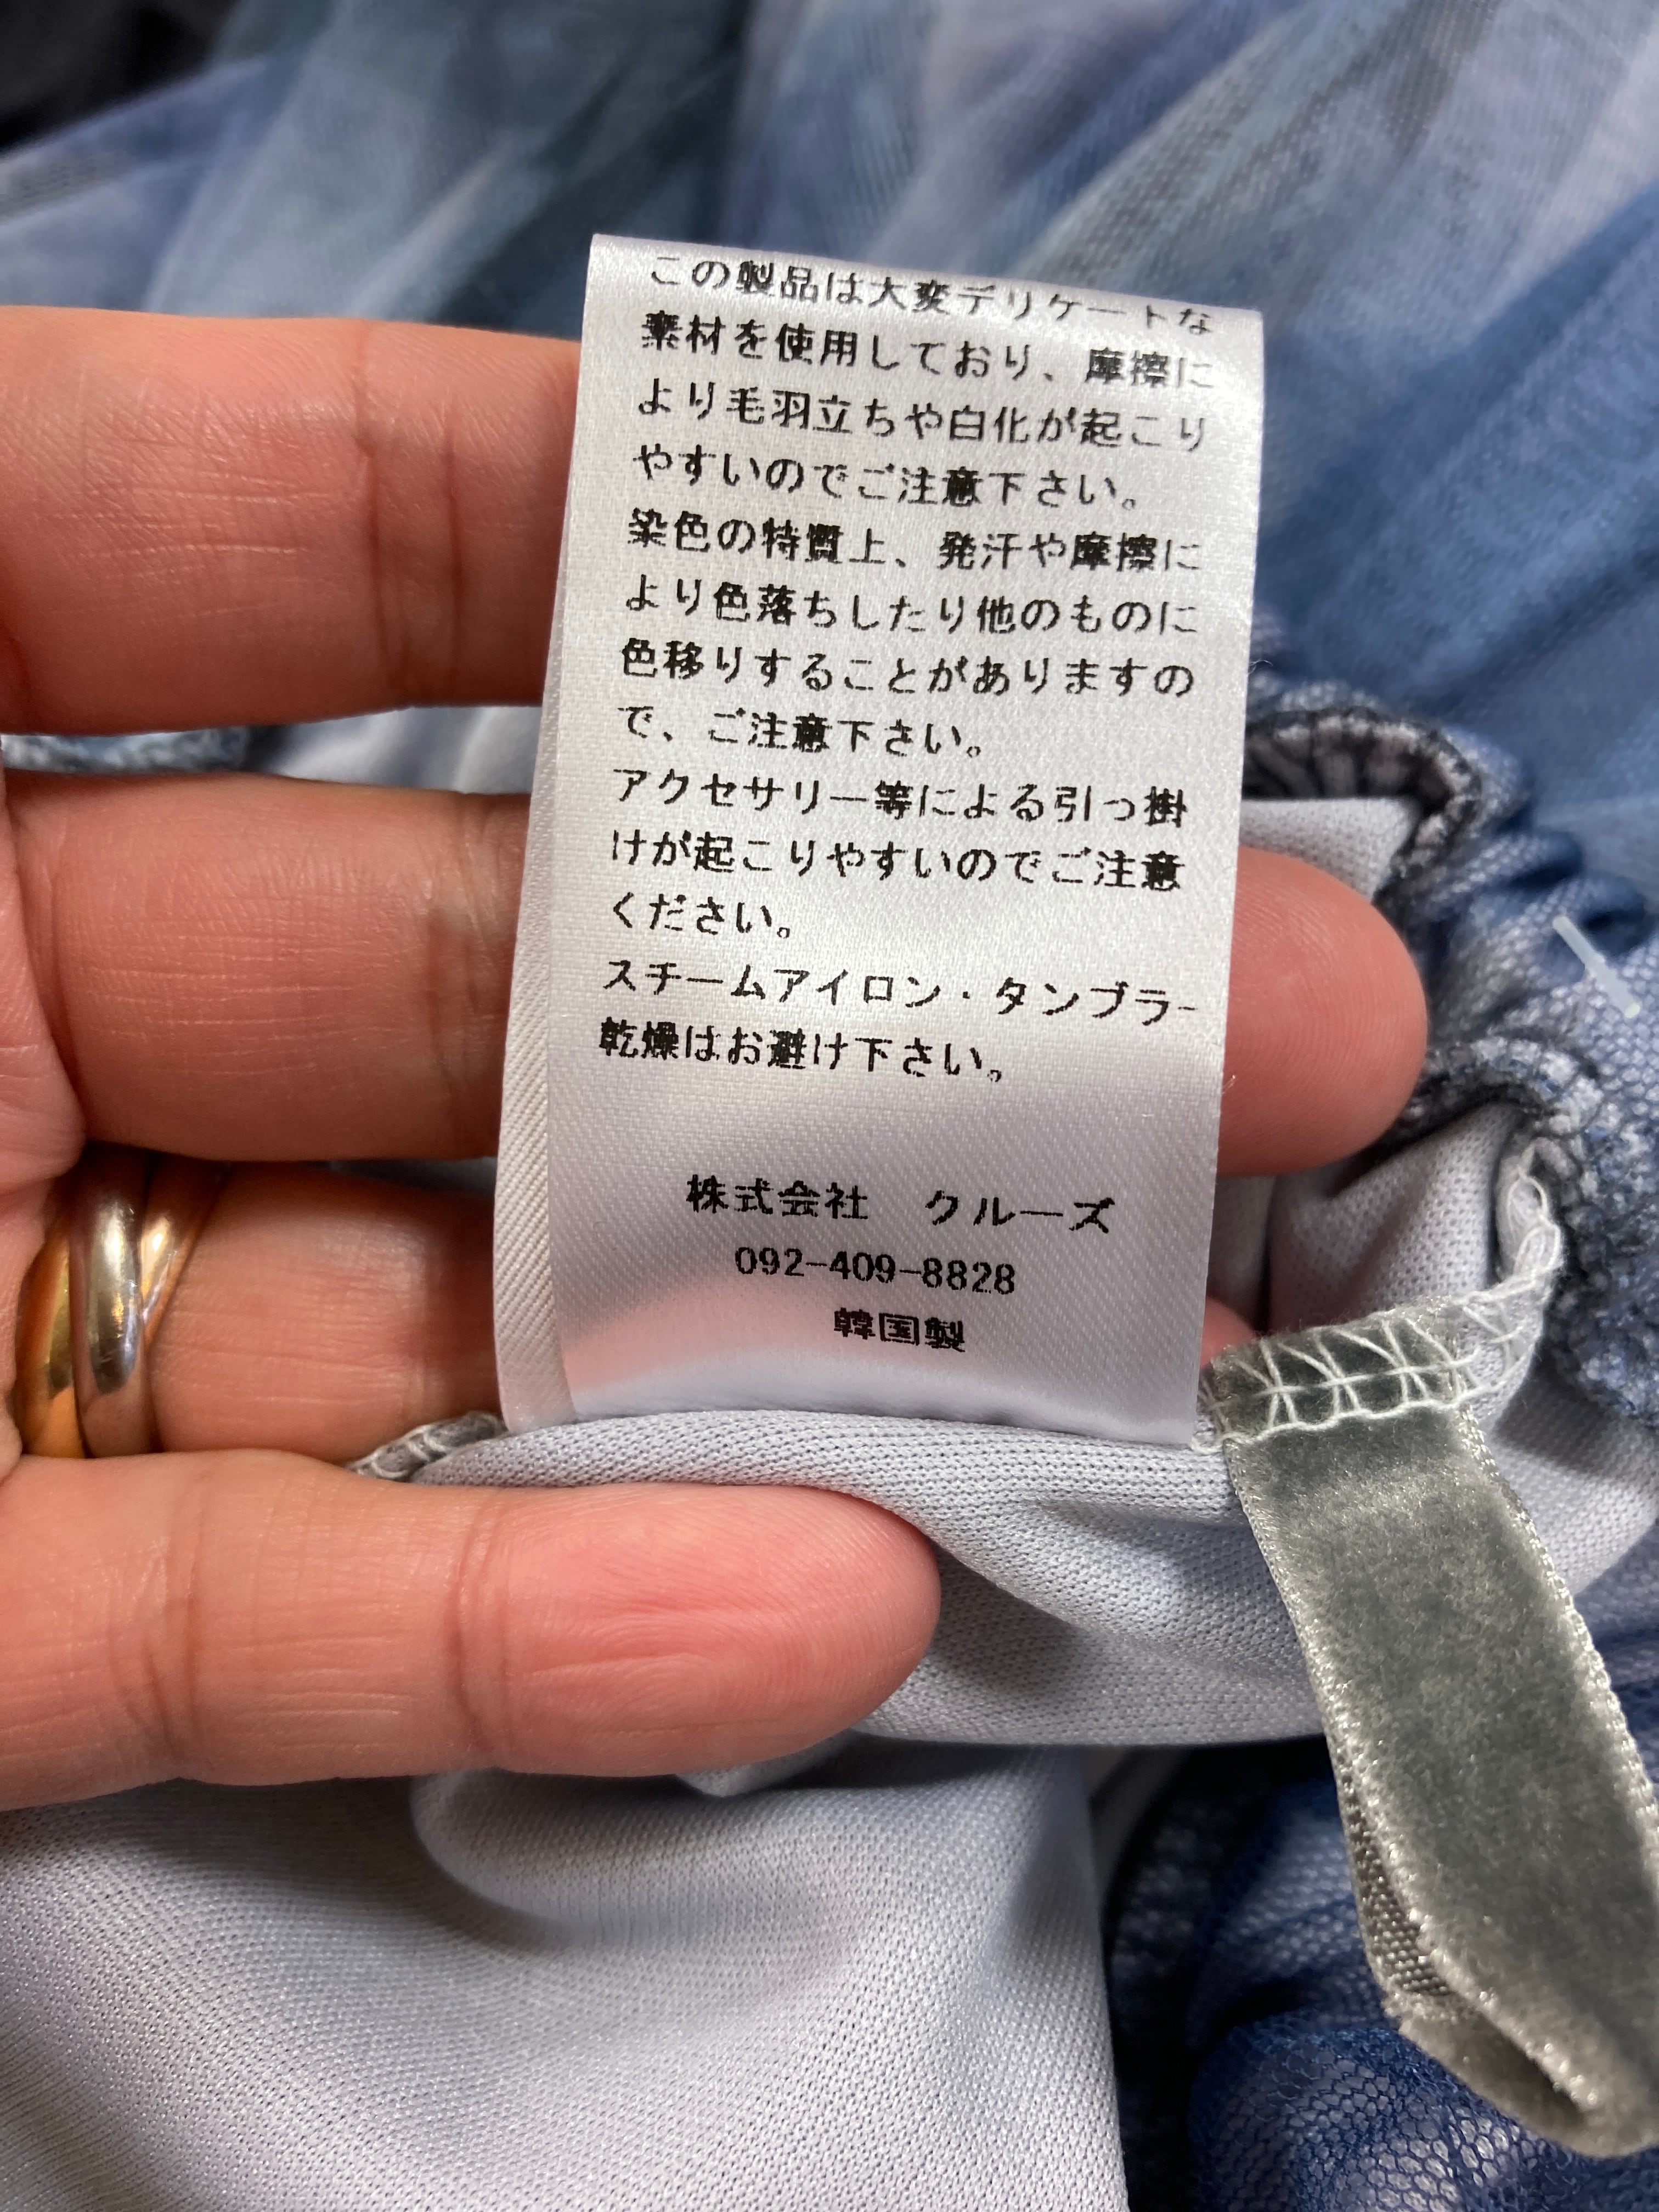 この製品は大変デリケートな
素材を使用しており、摩擦に
より毛羽立ちや白化が起こり
やすいのでご注意下さい。
染色の特質上、発汗や摩擦に
より色落ちしたり他のものに
色移りすることがありますの
で、ご注意下さい。
アクセサリー等による引っ掛
けが起こりやすいのでご注意
ください。
スチームアイロン・タンブラー
乾燥はお避け下さい。
株式会社　クルーズ
092-409-8828
韓国製